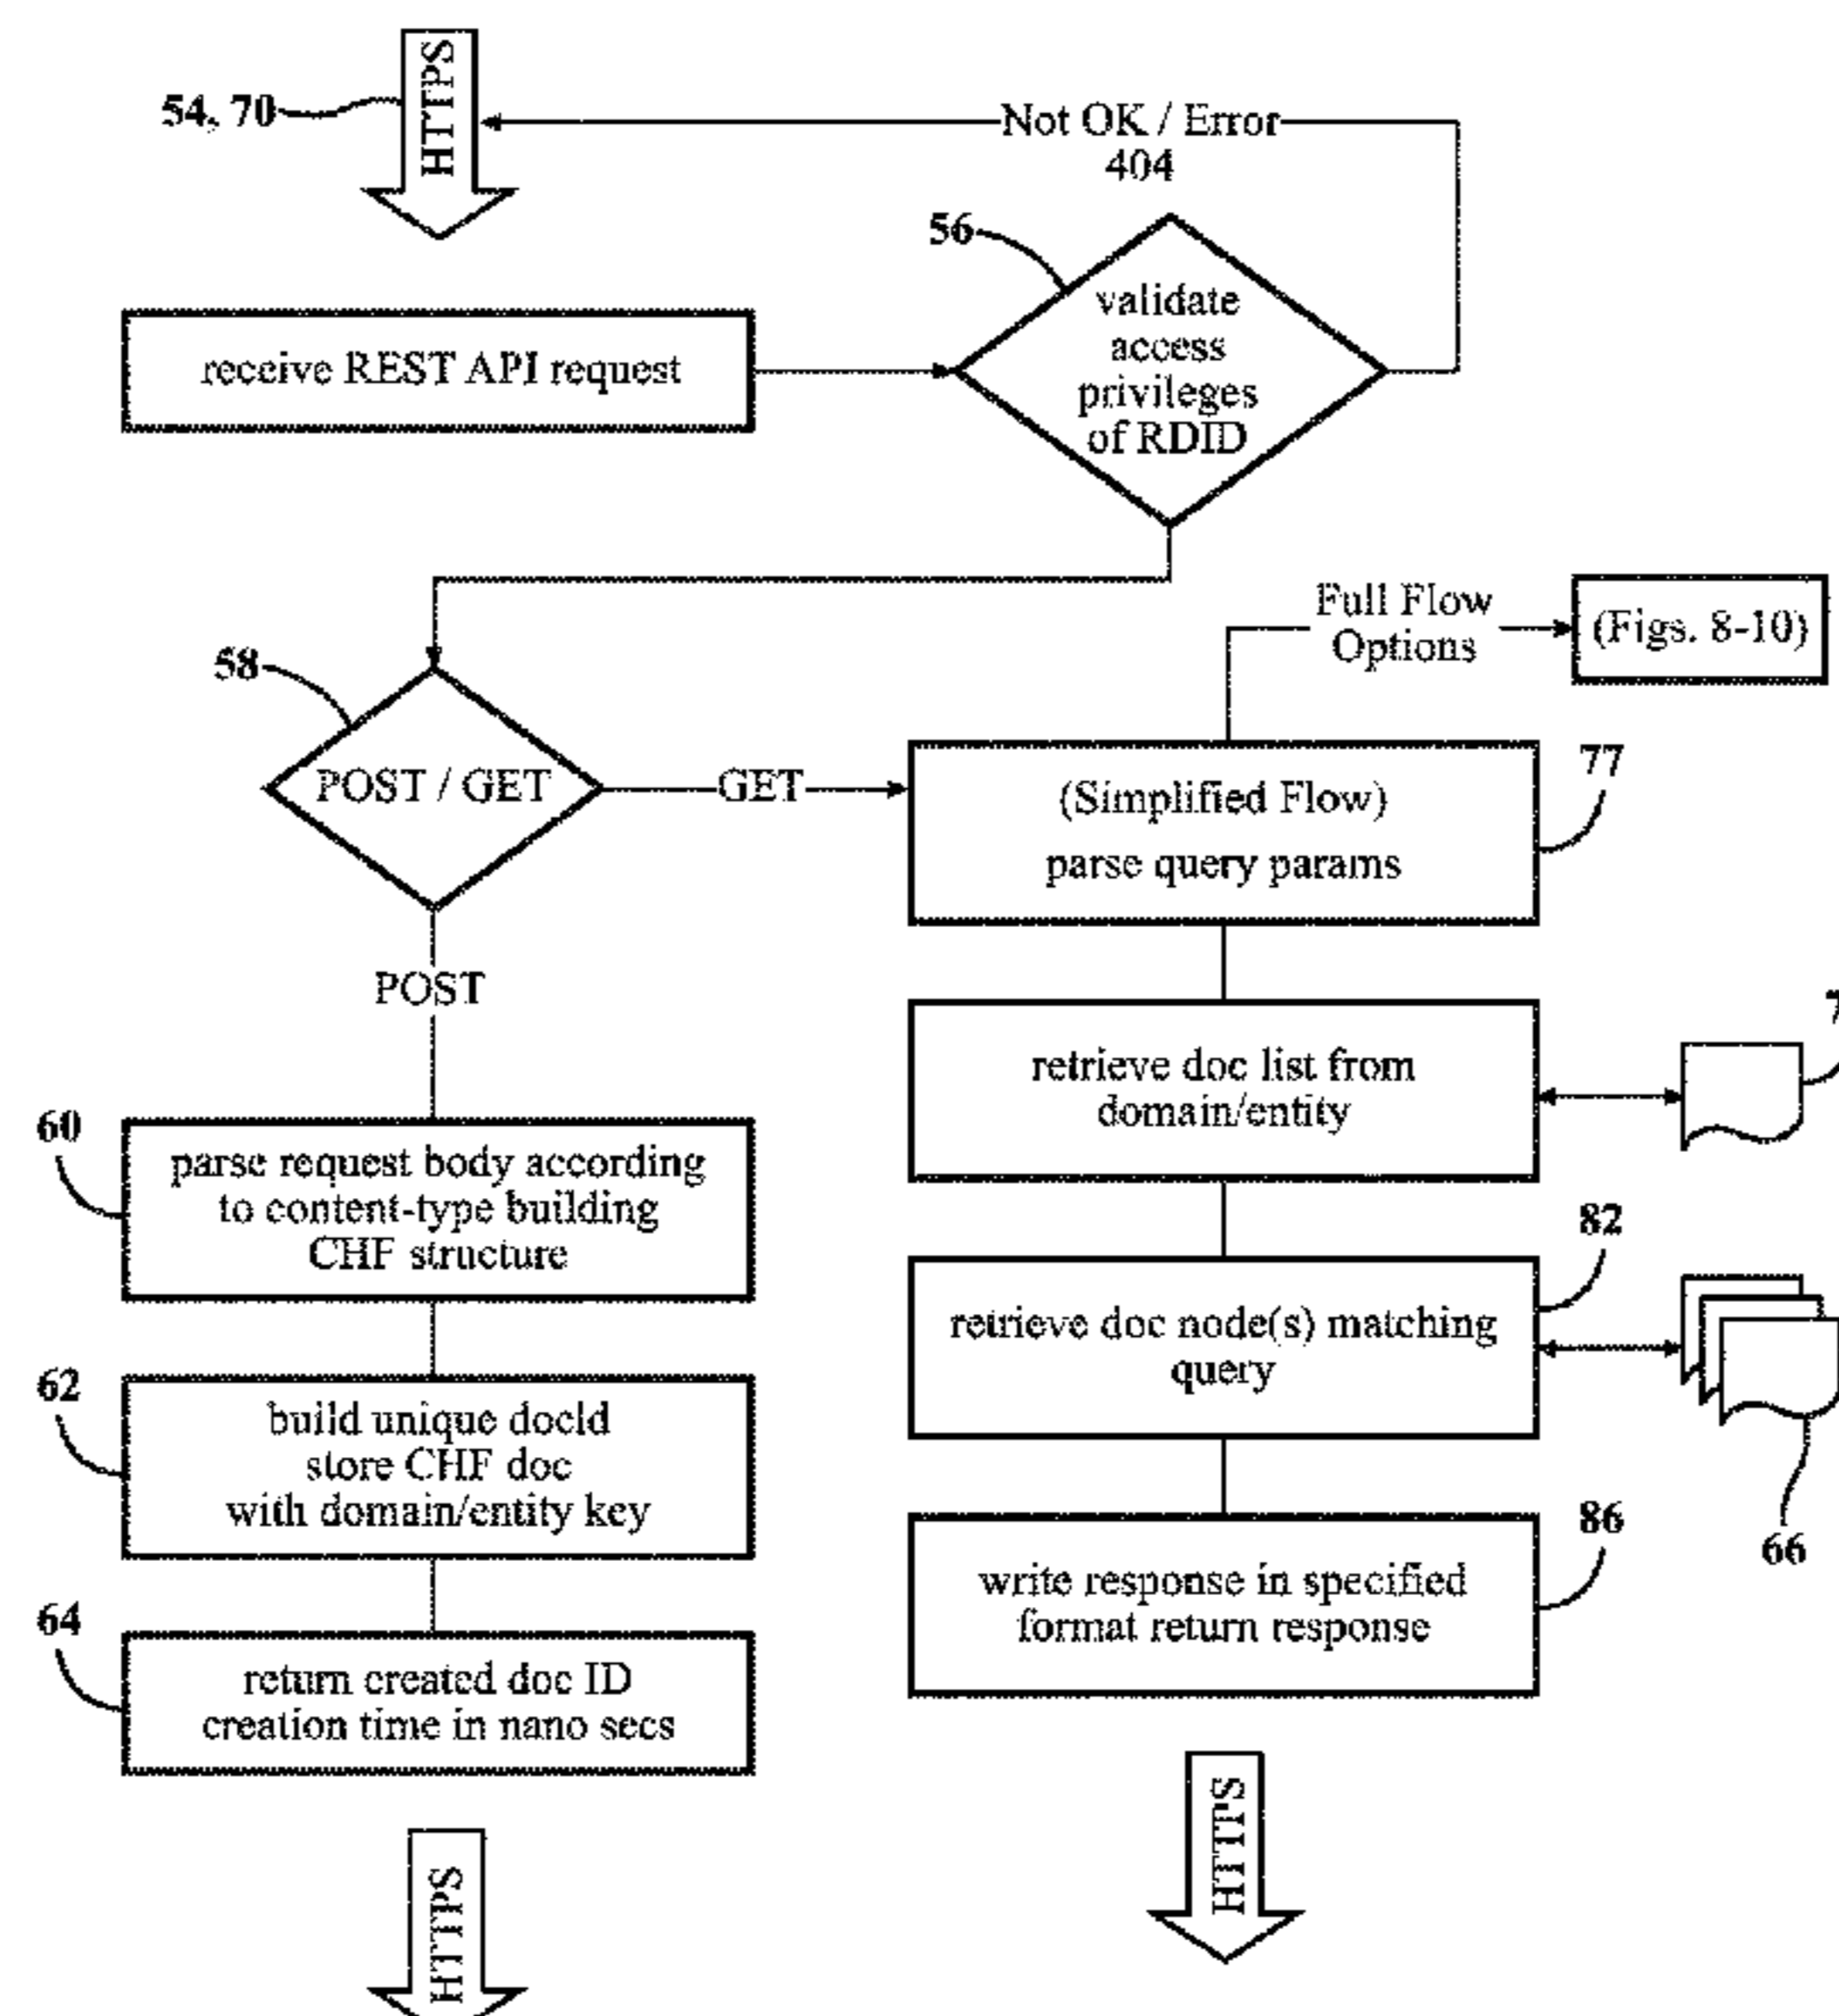 54, 70
HTTPS
Not OK / Error
404
56
receive REST API request
validate
access
privileges
of RDID
Full Flow
Options
(Figs. 8-10)
58
POST / GET
GET
77
(Simplified Flow)
parse query params
POST
retrieve doc list from
domain/entity
60
parse request body according
to content-type building
CHF structure
82
retrieve doc node(s) matching
query
66
62
build unique docId
store CHF doc
with domain/entity key
86
write response in specified
format return response
64
return created doc ID
creation time in nano secs
HTTPS
HTTPS